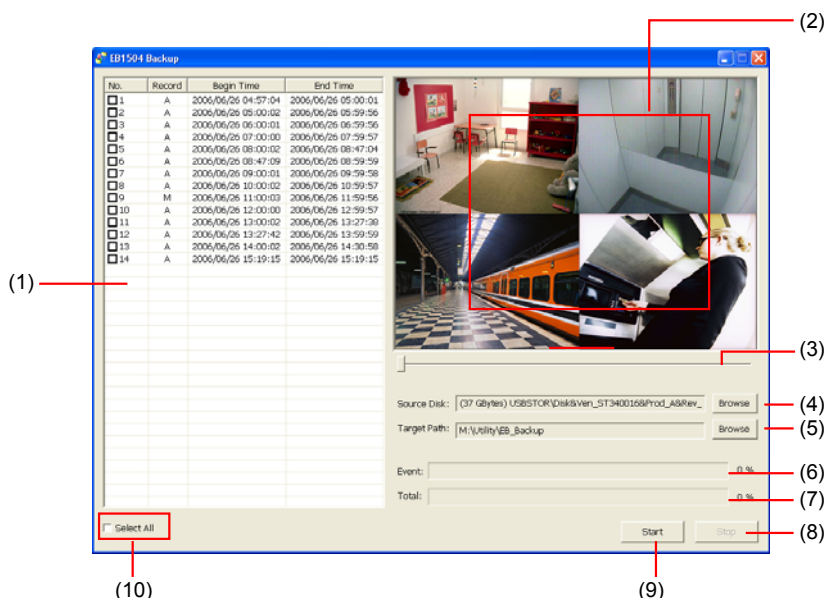 (2)
EB1504 Backup
No. Record Begin Time End Time
1 A 2006/06/26 04:57:04 2006/06/26 05:00:01
2 A 2006/06/26 05:00:02 2006/06/26 05:59:56
3 A 2006/06/26 06:00:01 2006/06/26 06:59:56
4 A 2006/06/26 07:00:00 2006/06/26 07:59:57
5 A 2006/06/26 08:00:02 2006/06/26 08:47:04
6 A 2006/06/26 08:47:09 2006/06/26 08:59:59
7 A 2006/06/26 09:00:01 2006/06/26 09:59:58
8 A 2006/06/26 10:00:02 2006/06/26 10:59:57
9 M 2006/06/26 11:00:03 2006/06/26 11:59:56
10 A 2006/06/26 12:00:00 2006/06/26 12:59:57
11 A 2006/06/26 13:00:02 2006/06/26 13:27:38
12 A 2006/06/26 13:27:42 2006/06/26 13:59:59
13 A 2006/06/26 14:00:02 2006/06/26 14:30:58
14 A 2006/06/26 15:19:15 2006/06/26 15:19:15
(1)
(3)
Source Disk: (37 GBytes) USBSTOR\Disk&Ven_ST340016&Prod_A&Rev_ Browse (4)
Target Path: M:\Utility\EB_Backup Browse (5)
Event: 0 % (6)
Total: 0 % (7)
Select All Start Stop (8)
(10) (9)